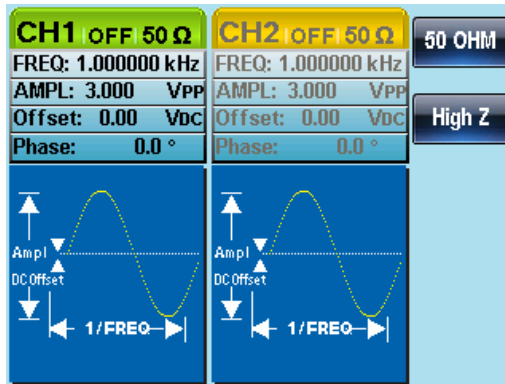 CH1 OFF 50 Ω
FREQ: 1.000000 kHz
AMPL: 3.000 VPP
Offset: 0.00 VDC
Phase: 0.0 °
Ampl
DC Offset
1/FREQ
CH2 OFF 50 Ω
FREQ: 1.000000 kHz
AMPL: 3.000 VPP
Offset: 0.00 VDC
Phase: 0.0 °
Ampl
DC Offset
1/FREQ
50 OHM
High Z